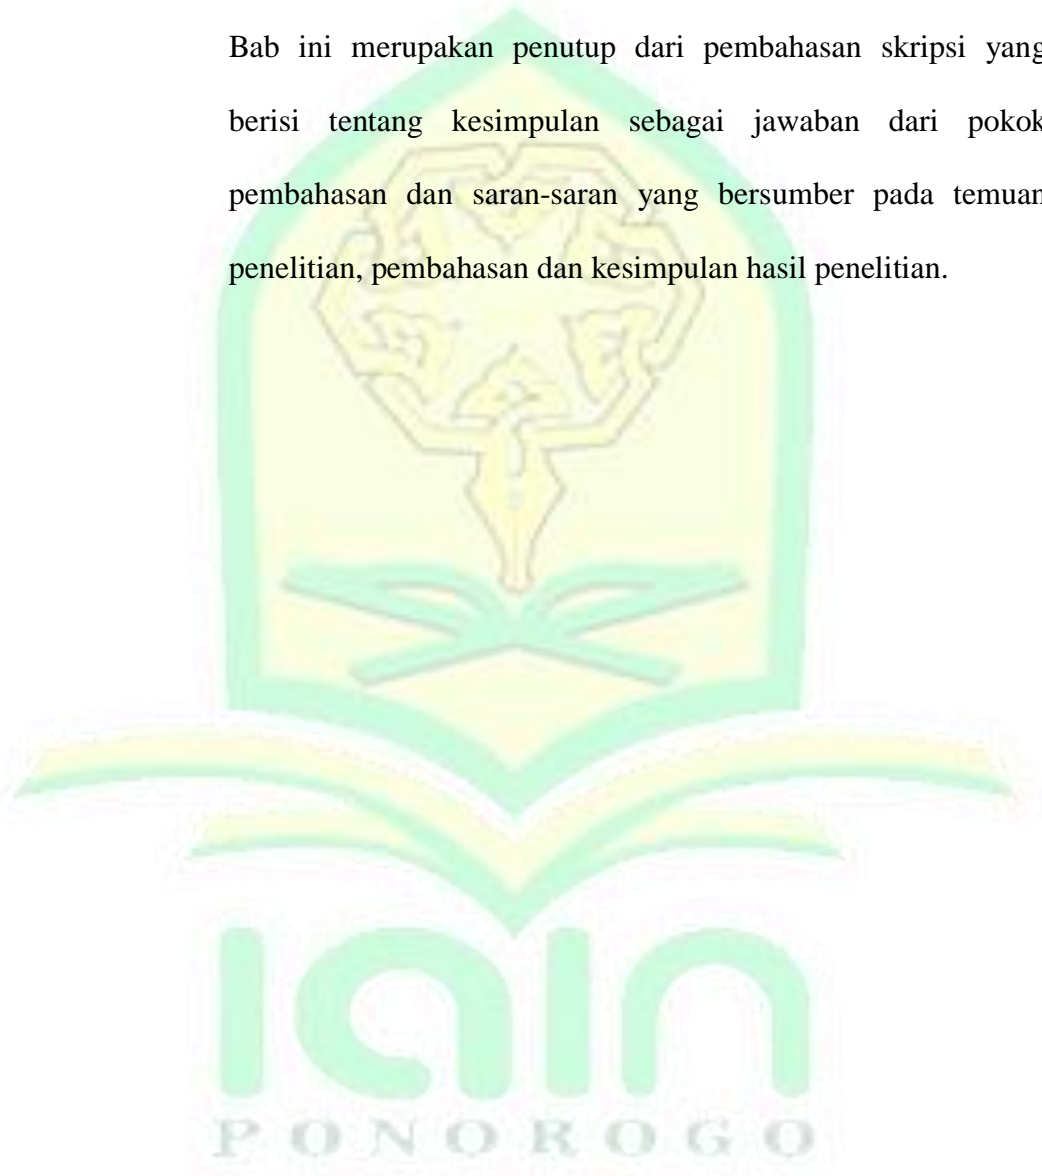 Bab ini merupakan penutup dari pembahasan skripsi yang
berisi tentang kesimpulan sebagai jawaban dari pokok
pembahasan dan saran-saran yang bersumber pada temuan
penelitian, pembahasan dan kesimpulan hasil penelitian.
iain
PONOROGO